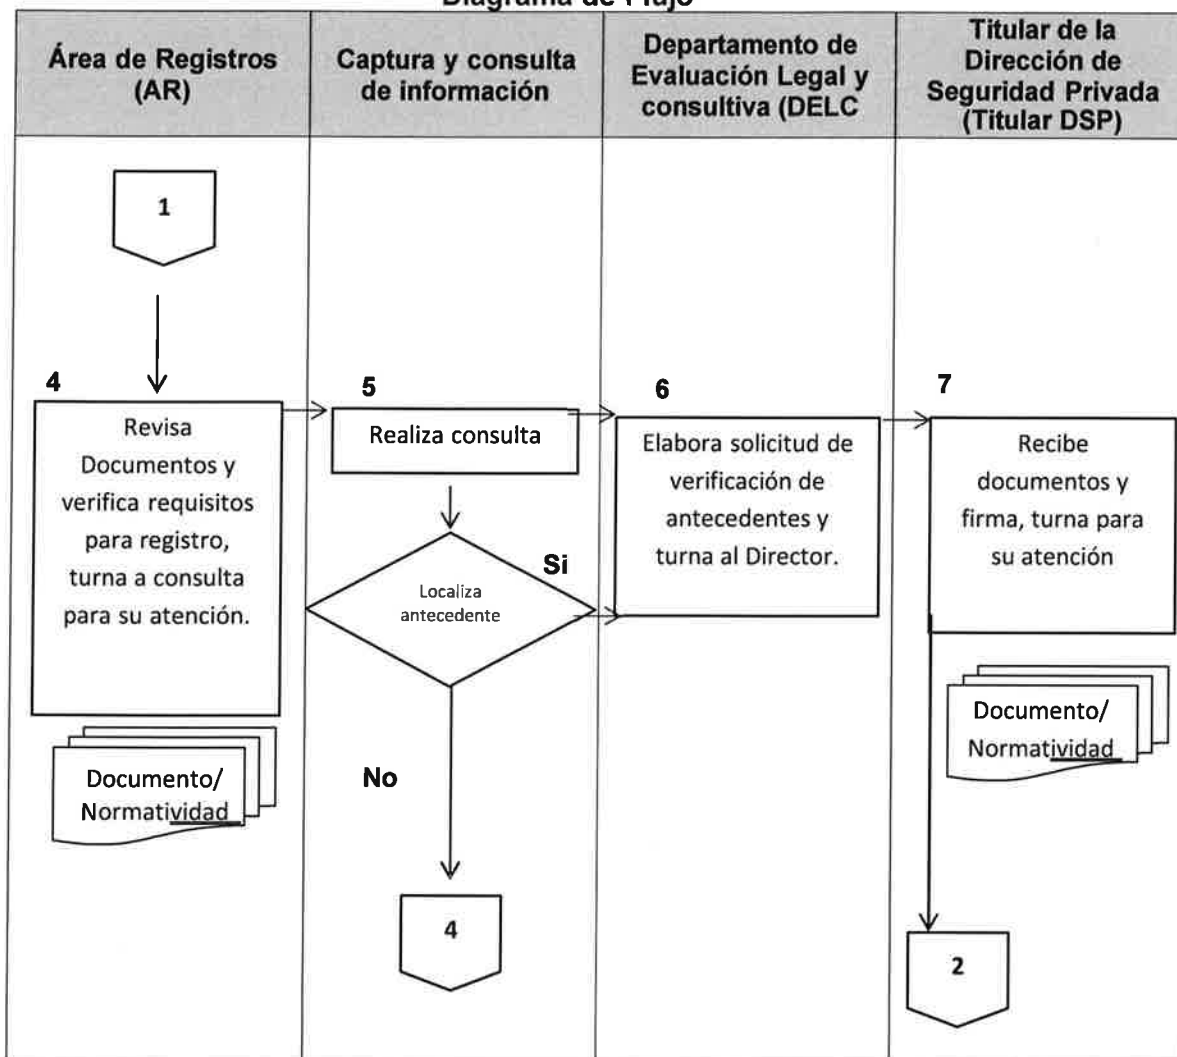 Diagrama de Flujo
Área de Registros
(AR)
Captura y consulta
de información
Departamento de
Evaluación Legal y
consultiva (DELC
Titular de la
Dirección de
Seguridad Privada
(Titular DSP)
1
4
Revisa
Documentos y
verifica requisitos
para registro,
turna a consulta
para su atención.
Documento/
Normatividad
5
Realiza consulta
Localiza
antecedente
Si
No
4
6
Elabora solicitud de
verificación de
antecedentes y
turna al Director.
7
Recibe
documentos y
firma, turna para
su atención
Documento/
Normatividad
2